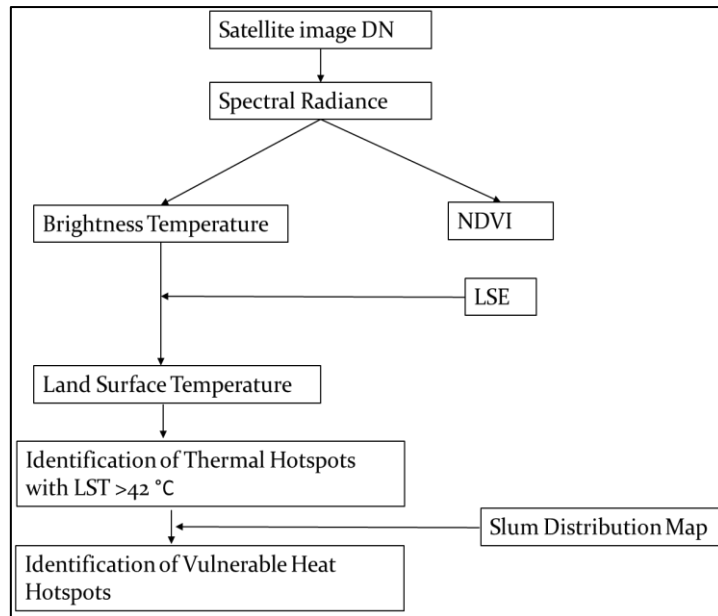 Satellite image DN
Spectral Radiance
Brightness Temperature
NDVI
LSE
Land Surface Temperature
Identification of Thermal Hotspots
with LST >42 °C
Slum Distribution Map
Identification of Vulnerable Heat
Hotspots